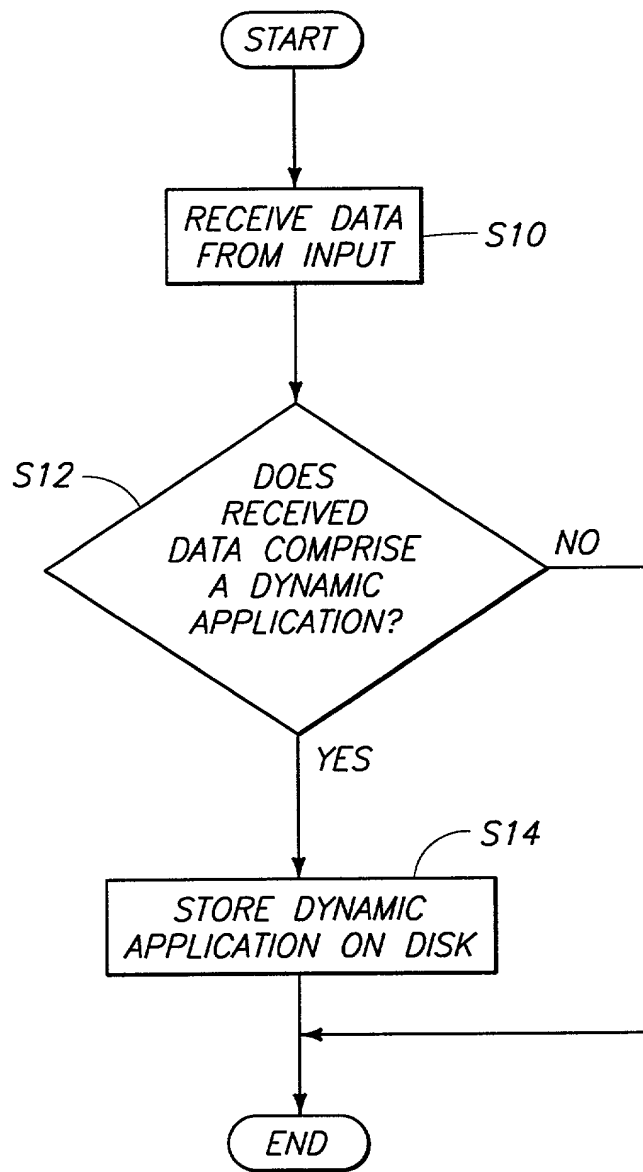 START
RECEIVE DATA
FROM INPUT
S10
S12
DOES
RECEIVED
DATA COMPRISE
A DYNAMIC
APPLICATION?
NO
YES
S14
STORE DYNAMIC
APPLICATION ON DISK
END